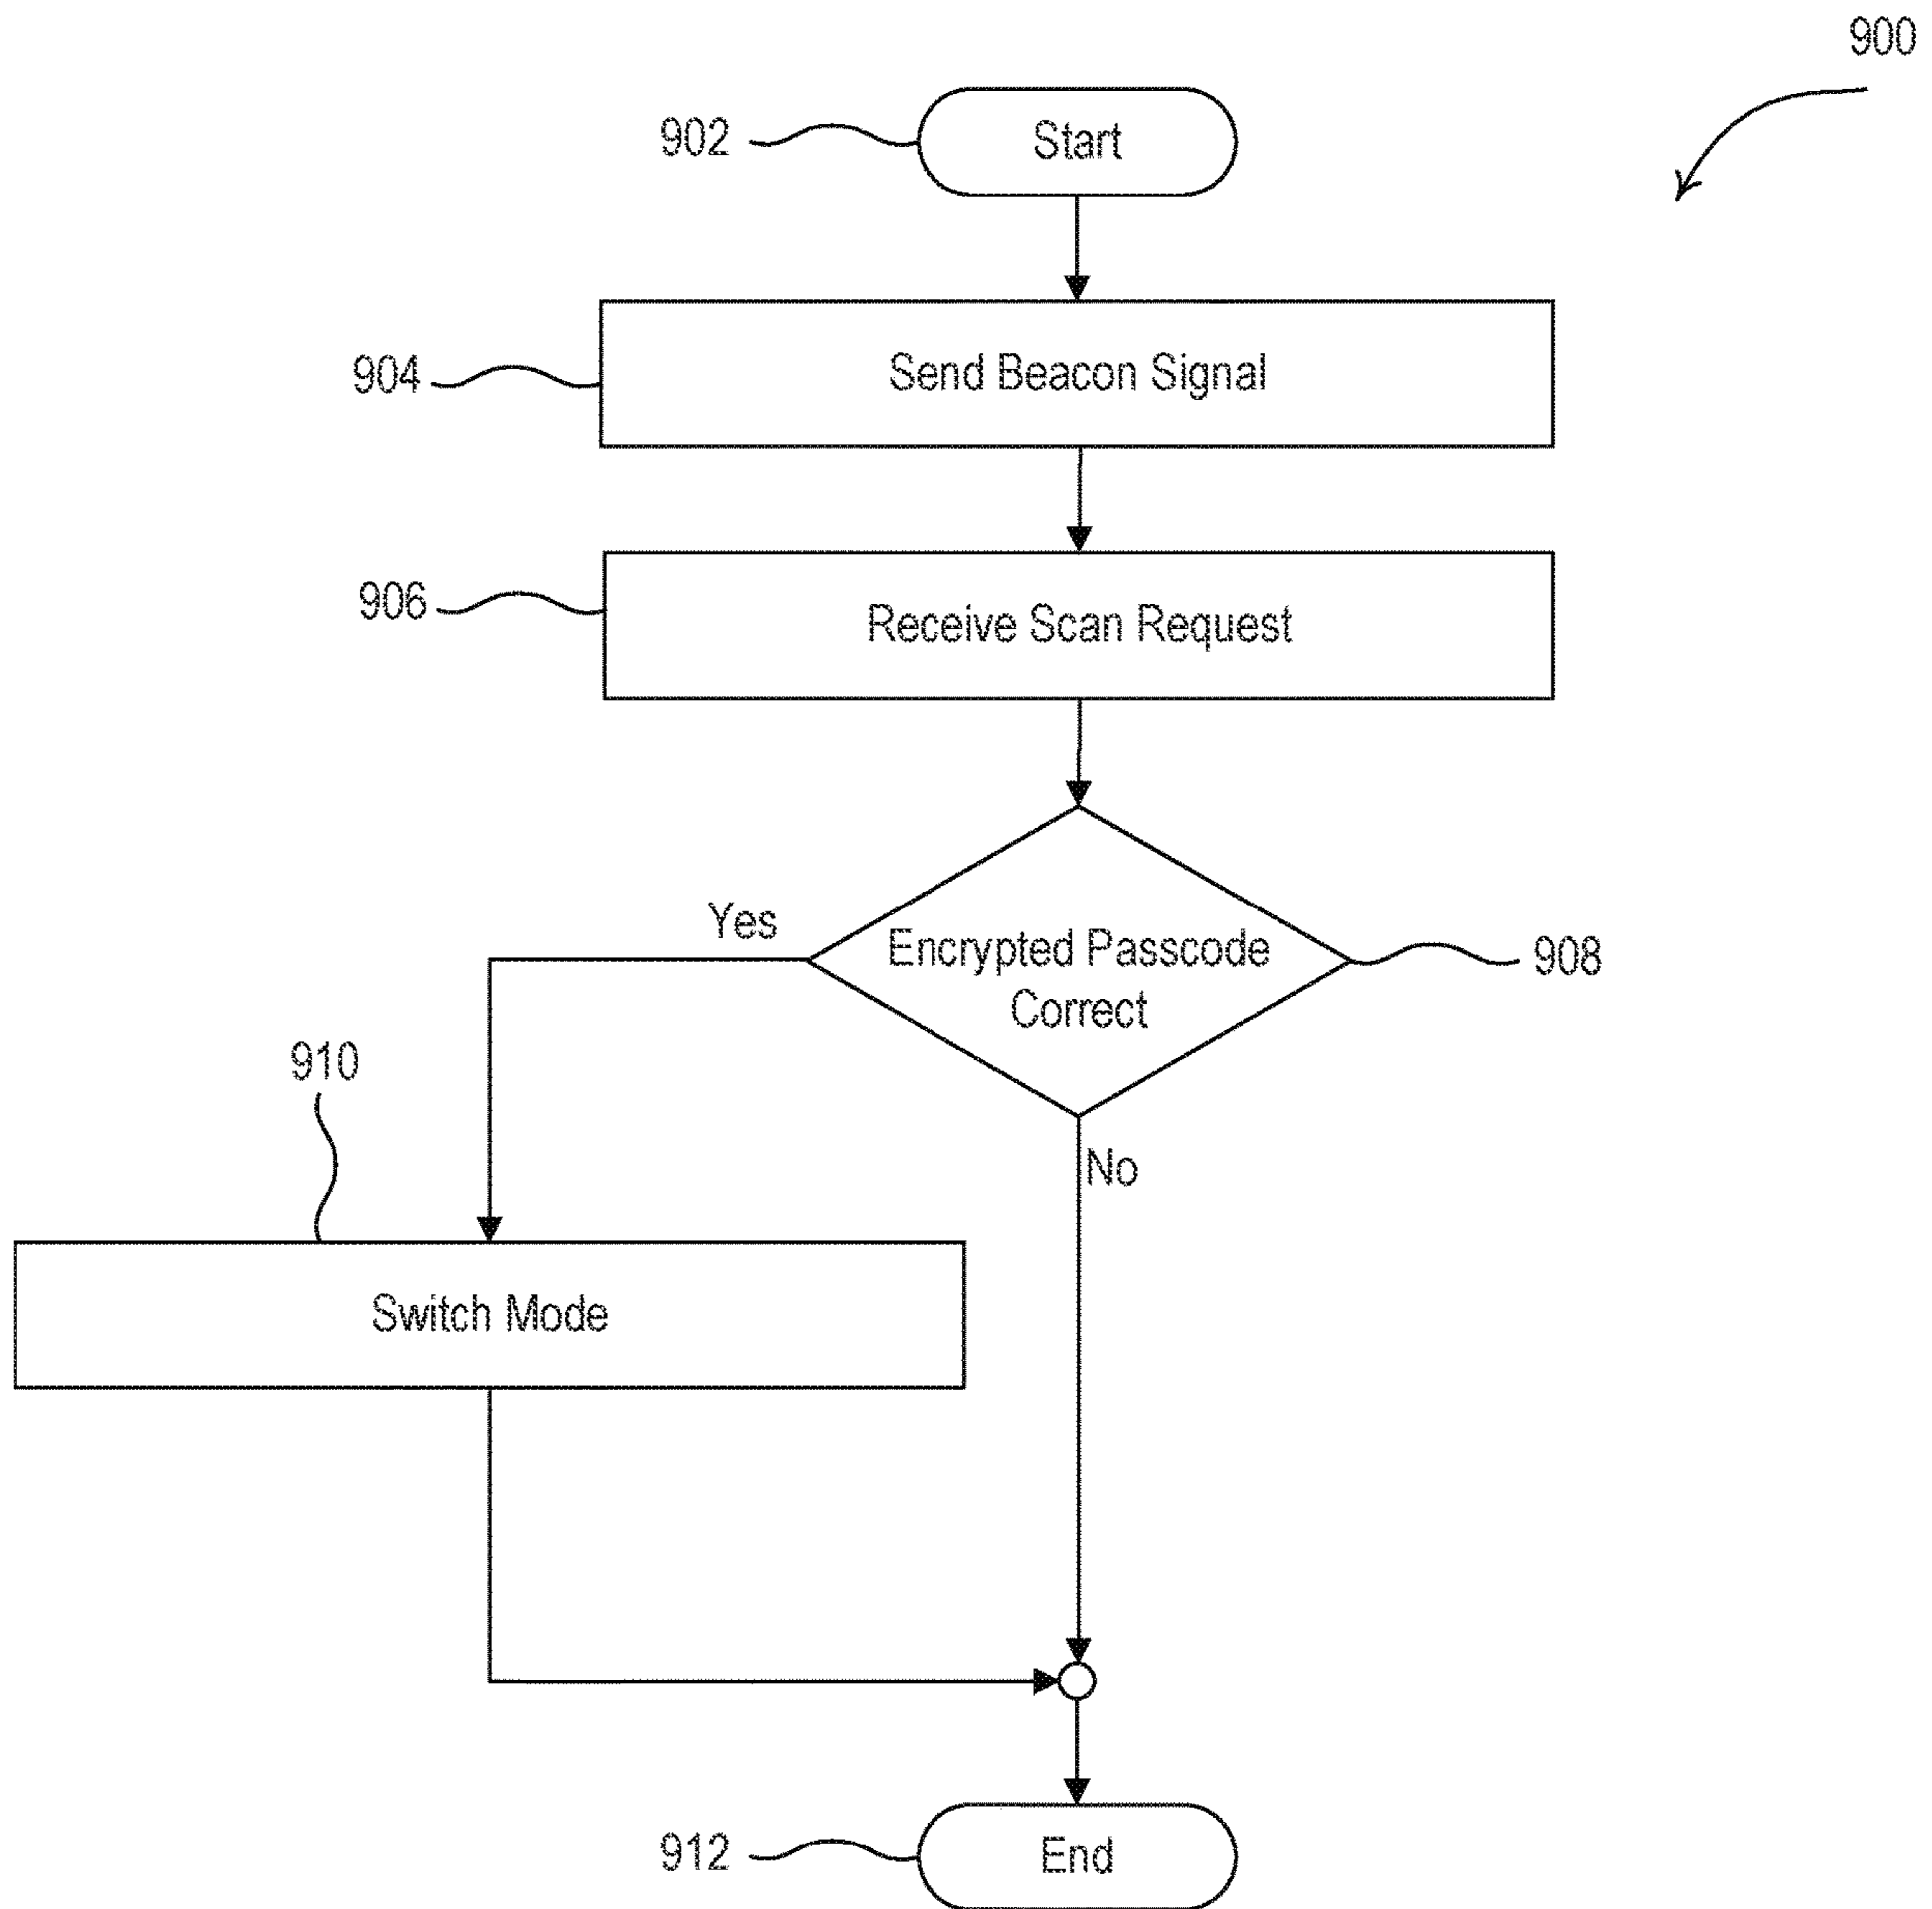 900
902
Start
904
Send Beacon Signal
906
Receive Scan Request
Yes
Encrypted Passcode
Correct
908
910
No
Switch Mode
912
End